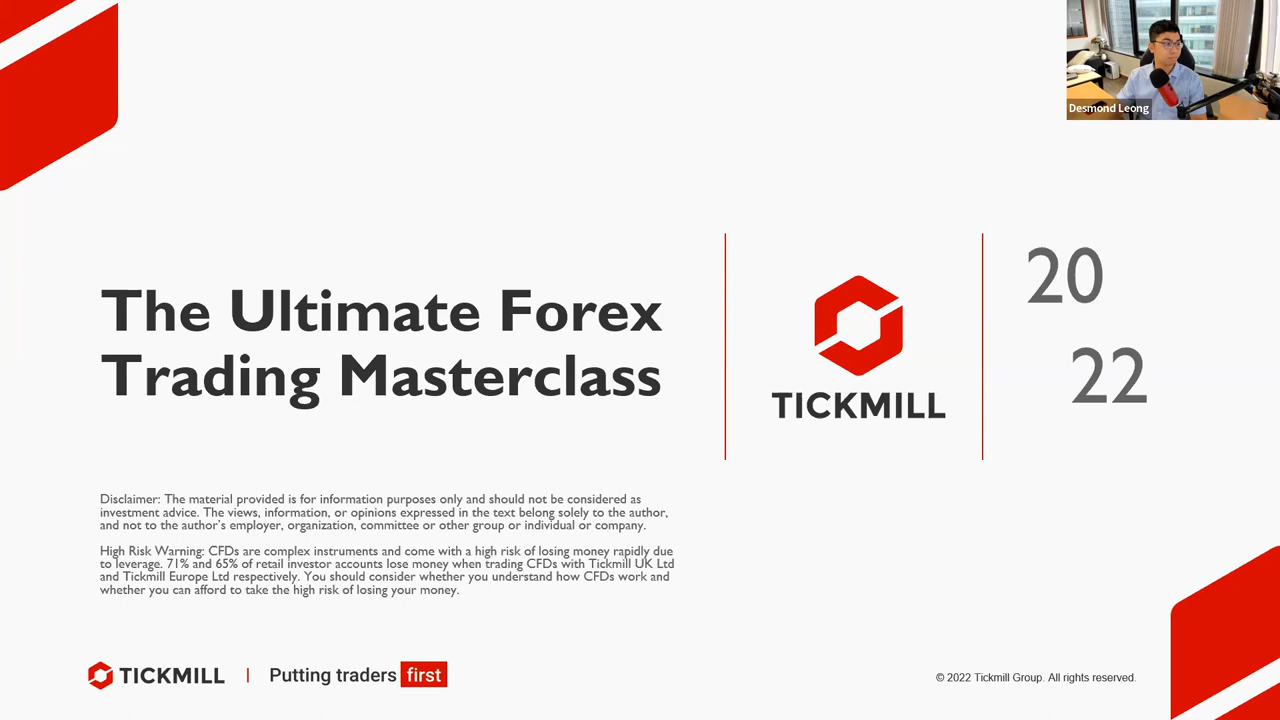 Desmond Leong
The Ultimate Forex
Trading Masterclass
TICKMILL
20
22
Disclaimer: The material provided is for information purposes only and should not be considered as
investment advice. The views, information, or opinions expressed in the text belong solely to the author,
and not to the author's employer, organization, committee or other group or individual or company.
High Risk Warning: CFDs are complex instruments and come with a high risk of losing money rapidly due
to leverage. 71% and 65% of retail investor accounts lose money when trading CFDs with Tickmill UK Ltd
and Tickmill Europe Ltd respectively. You should consider whether you understand how CFDs work and
whether you can afford to take the high risk of losing your money.
TICKMILL | Putting traders first
© 2022 Tickmill Group. All rights reserved.